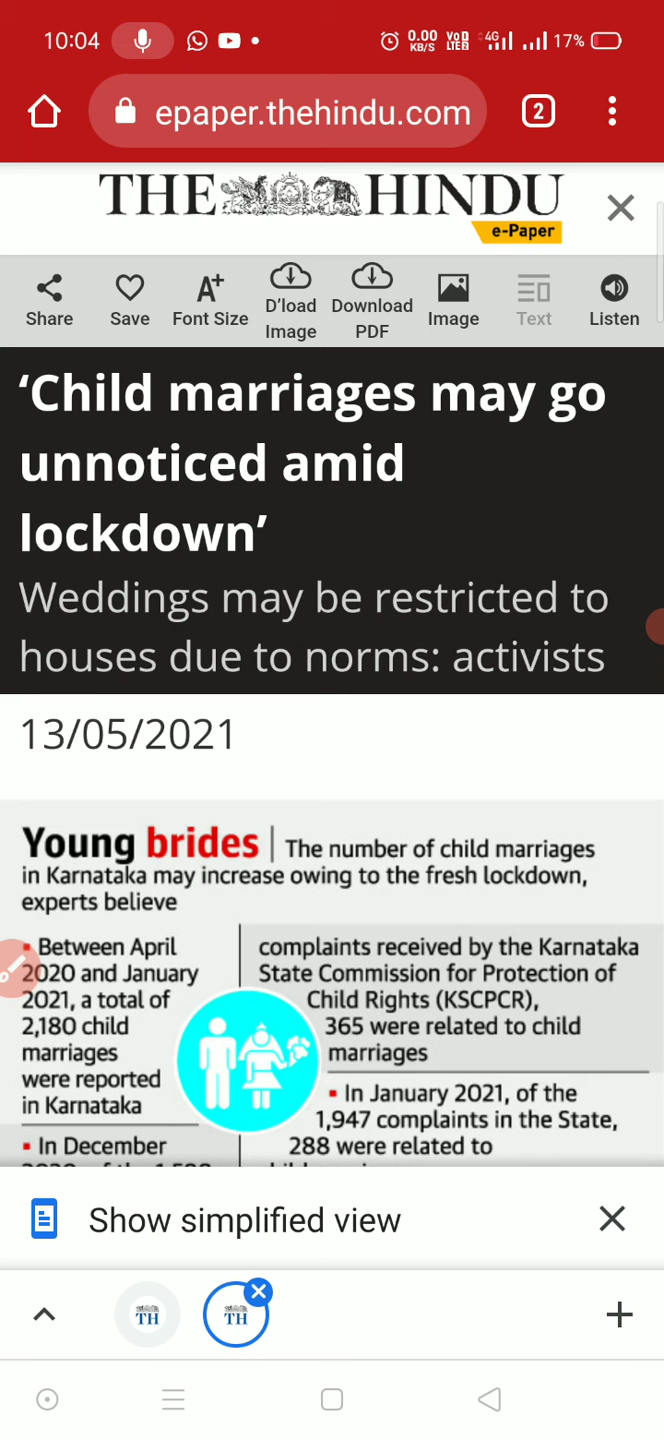 10:04
0.00 KB/S
VoD LTE2
4G
17%
epaper.thehindu.com
2
THE HINDU
e-Paper
Share
Save
A+
Font Size
D'load Image
Download PDF
Image
Text
Listen
‘Child marriages may go
unnoticed amid
lockdown’
Weddings may be restricted to
houses due to norms: activists
13/05/2021
Young brides | The number of child marriages
in Karnataka may increase owing to the fresh lockdown,
experts believe
Between April
2020 and January
2021, a total of
2,180 child
marriages
were reported
in Karnataka
In December
complaints received by the Karnataka
State Commission for Protection of
Child Rights (KSCPCR),
365 were related to child
marriages
In January 2021, of the
1,947 complaints in the State,
288 were related to
Show simplified view
TH
TH